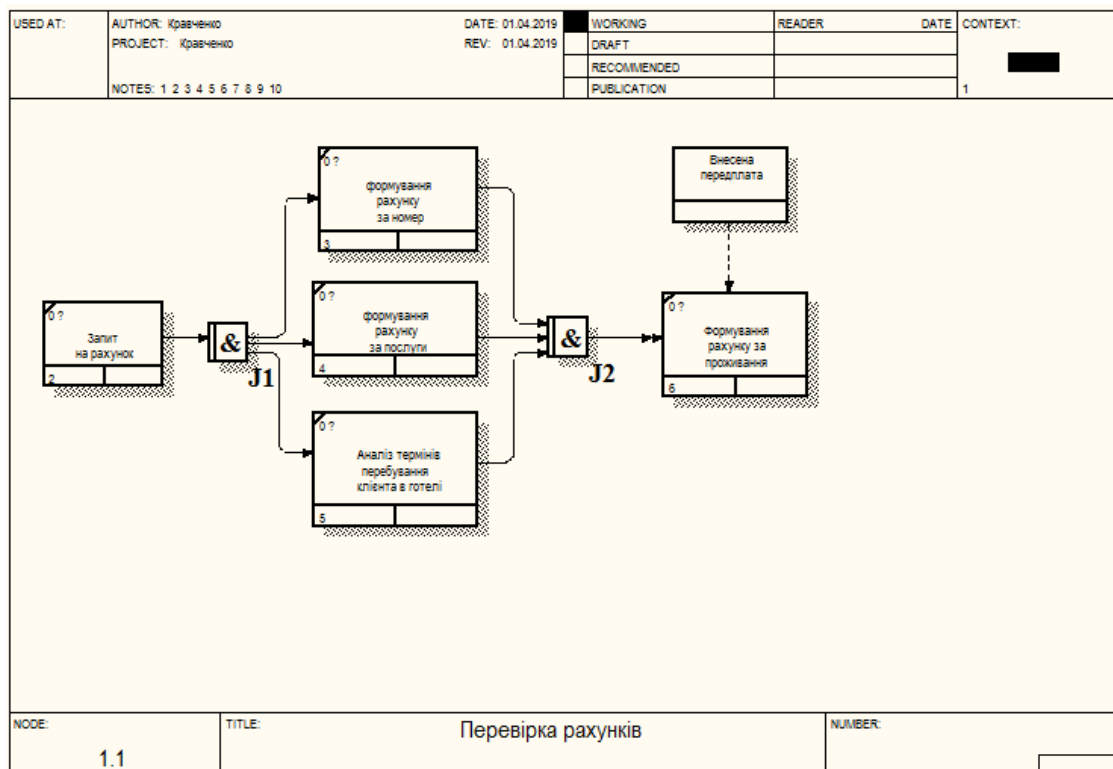 USED AT:
AUTHOR: Кравченко
DATE: 01.04.2019
WORKING
READER
DATE
CONTEXT:
PROJECT: Кравченко
REV: 01.04.2019
DRAFT
RECOMMENDED
NOTES: 1 2 3 4 5 6 7 8 9 10
PUBLICATION
1
0 ?
формування
рахунку
за номер
3
Внесена
передплата
0 ?
Запит
на рахунок
2
&
J1
0 ?
формування
рахунку
за послуги
4
&
J2
0 ?
Формування
рахунку за
проживання
6
0 ?
Аналіз термінів
перебування
клієнта в готелі
5
NODE:
1.1
TITLE:
Перевірка рахунків
NUMBER: